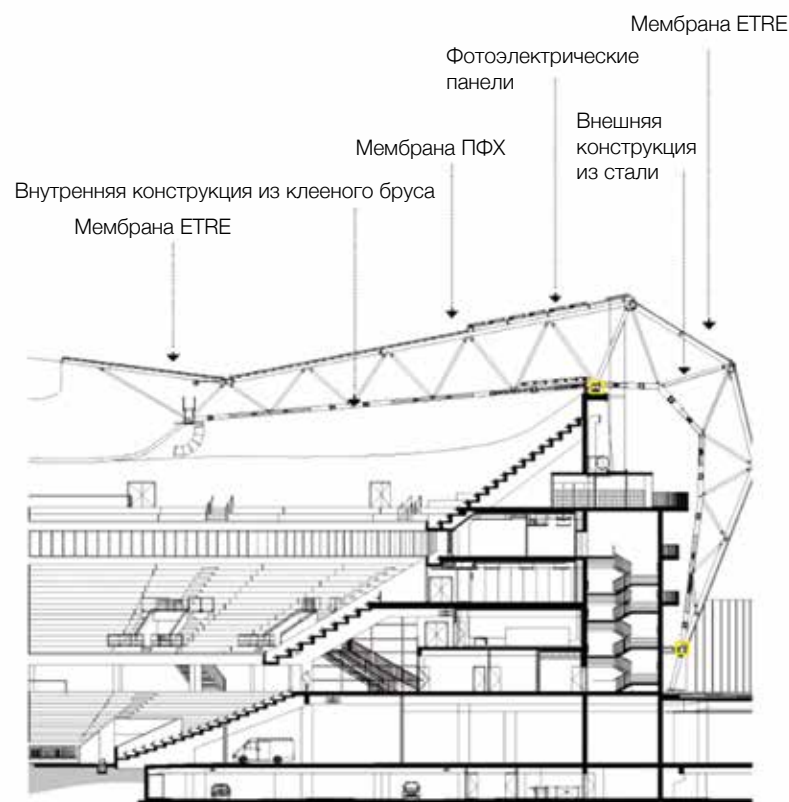 Мембрана ETRE
Фотоэлектрические
панели
Внешняя
конструкция
из стали
Мембрана ПФХ
Внутренняя конструкция из клееного бруса
Мембрана ETRE